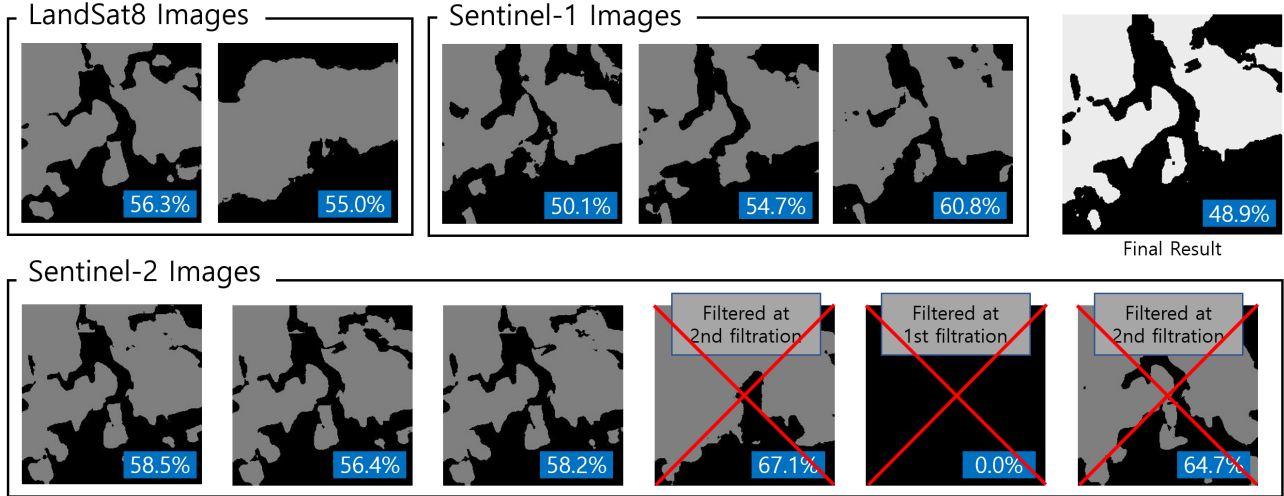 LandSat8 Images
Sentinel-1 Images
56.3%
55.0%
50.1%
54.7%
60.8%
48.9%
Final Result
Sentinel-2 Images
Filtered at
2nd filtration
Filtered at
1st filtration
Filtered at
2nd filtration
58.5%
56.4%
58.2%
67.1%
0.0%
64.7%